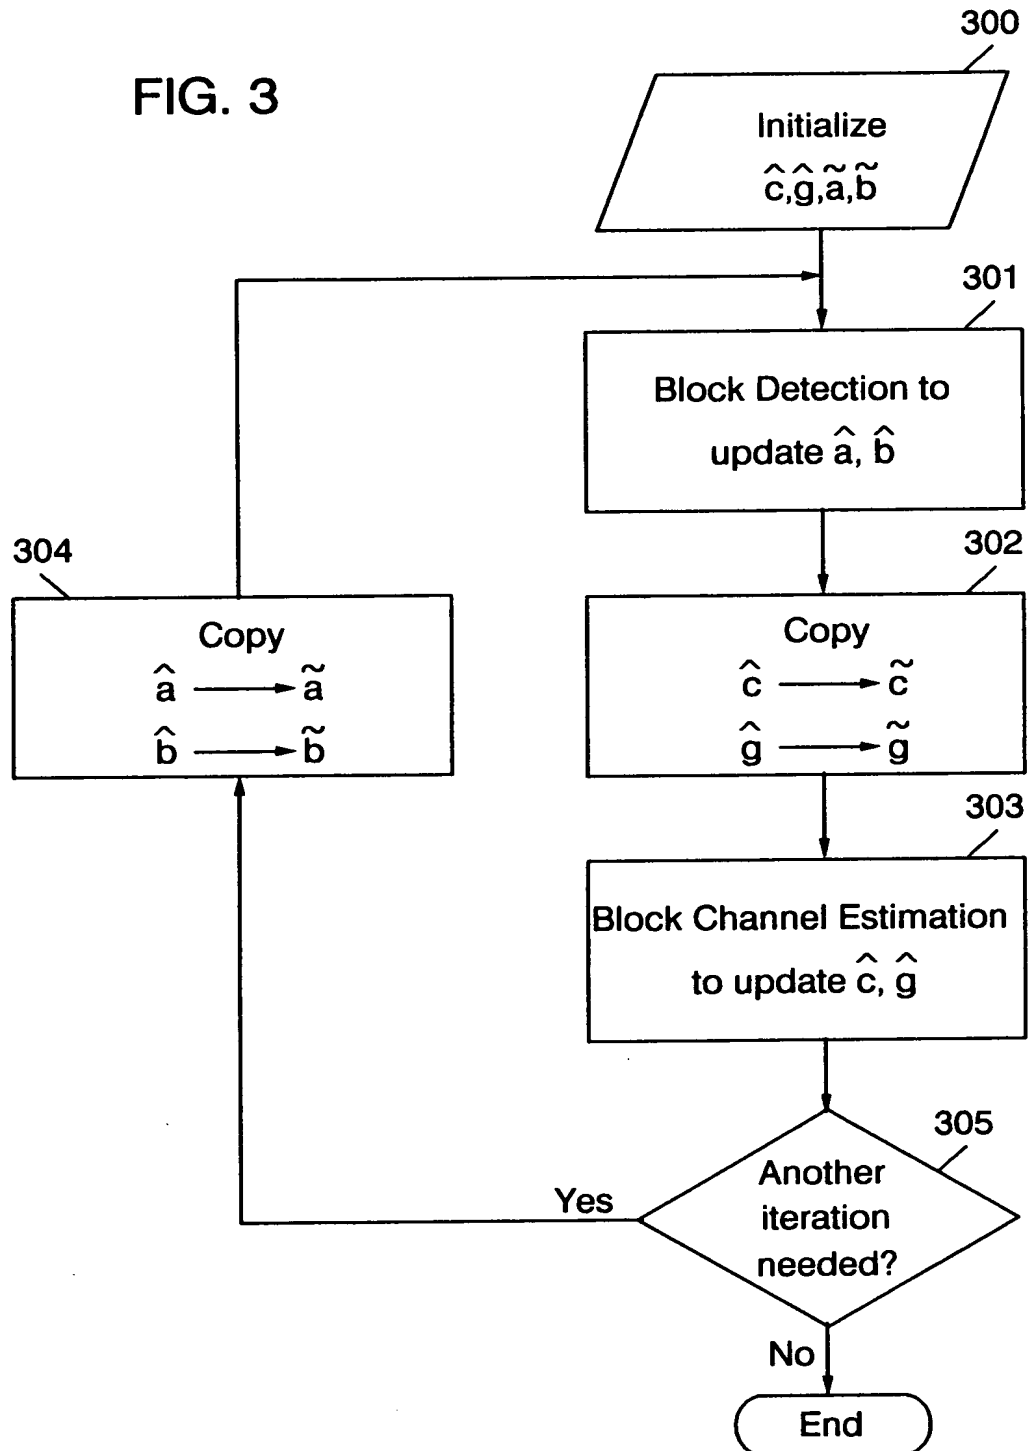 FIG. 3
300
Initialize
ĉ,ĝ,ã,b̃
301
Block Detection to
update â, b̂
302
Copy
ĉ → c̃
ĝ → g̃
303
Block Channel Estimation
to update ĉ, ĝ
304
Copy
â → ã
b̂ → b̃
305
Another
iteration
needed?
Yes
No
End